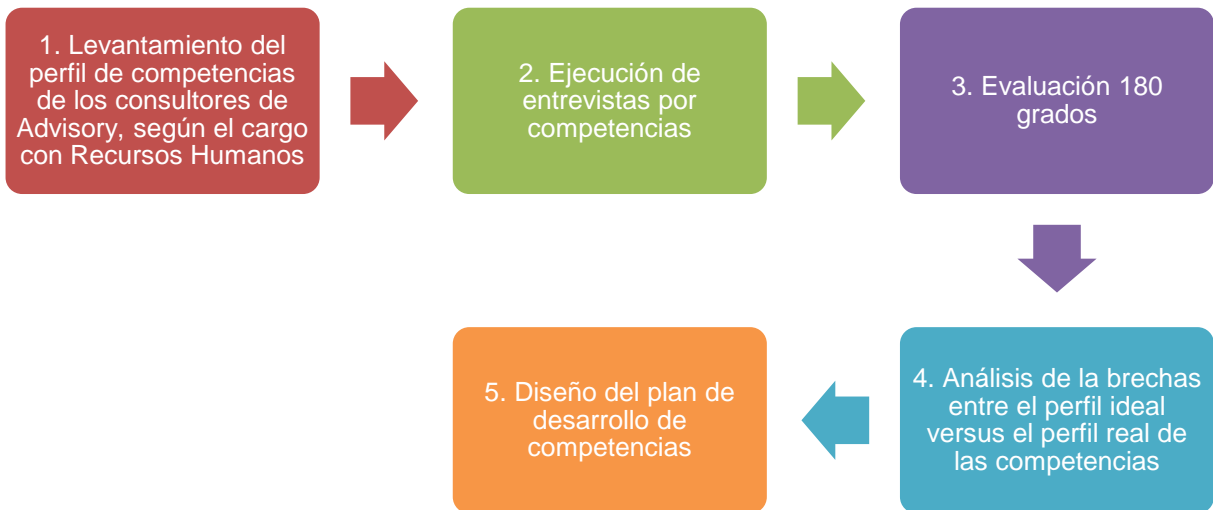 1. Levantamiento del
perfil de competencias
de los consultores de
Advisory, según el cargo
con Recursos Humanos
2. Ejecución de
entrevistas por
competencias
3. Evaluación 180
grados
4. Análisis de la brechas
entre el perfil ideal
versus el perfil real de
las competencias
5. Diseño del plan de
desarrollo de
competencias